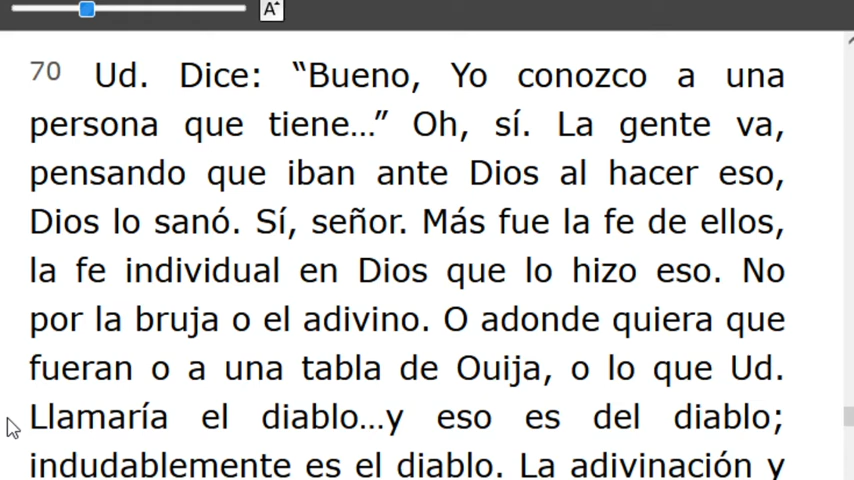 A
70 Ud. Dice: “Bueno, Yo conozco a una
persona que tiene…” Oh, sí. La gente va,
pensando que iban ante Dios al hacer eso,
Dios lo sanó. Sí, señor. Más fue la fe de ellos,
la fe individual en Dios que lo hizo eso. No
por la bruja o el adivino. O adonde quiera que
fueran o a una tabla de Ouija, o lo que Ud.
Llamaría el diablo…y eso es del diablo;
indudablemente es el diablo. La adivinación y